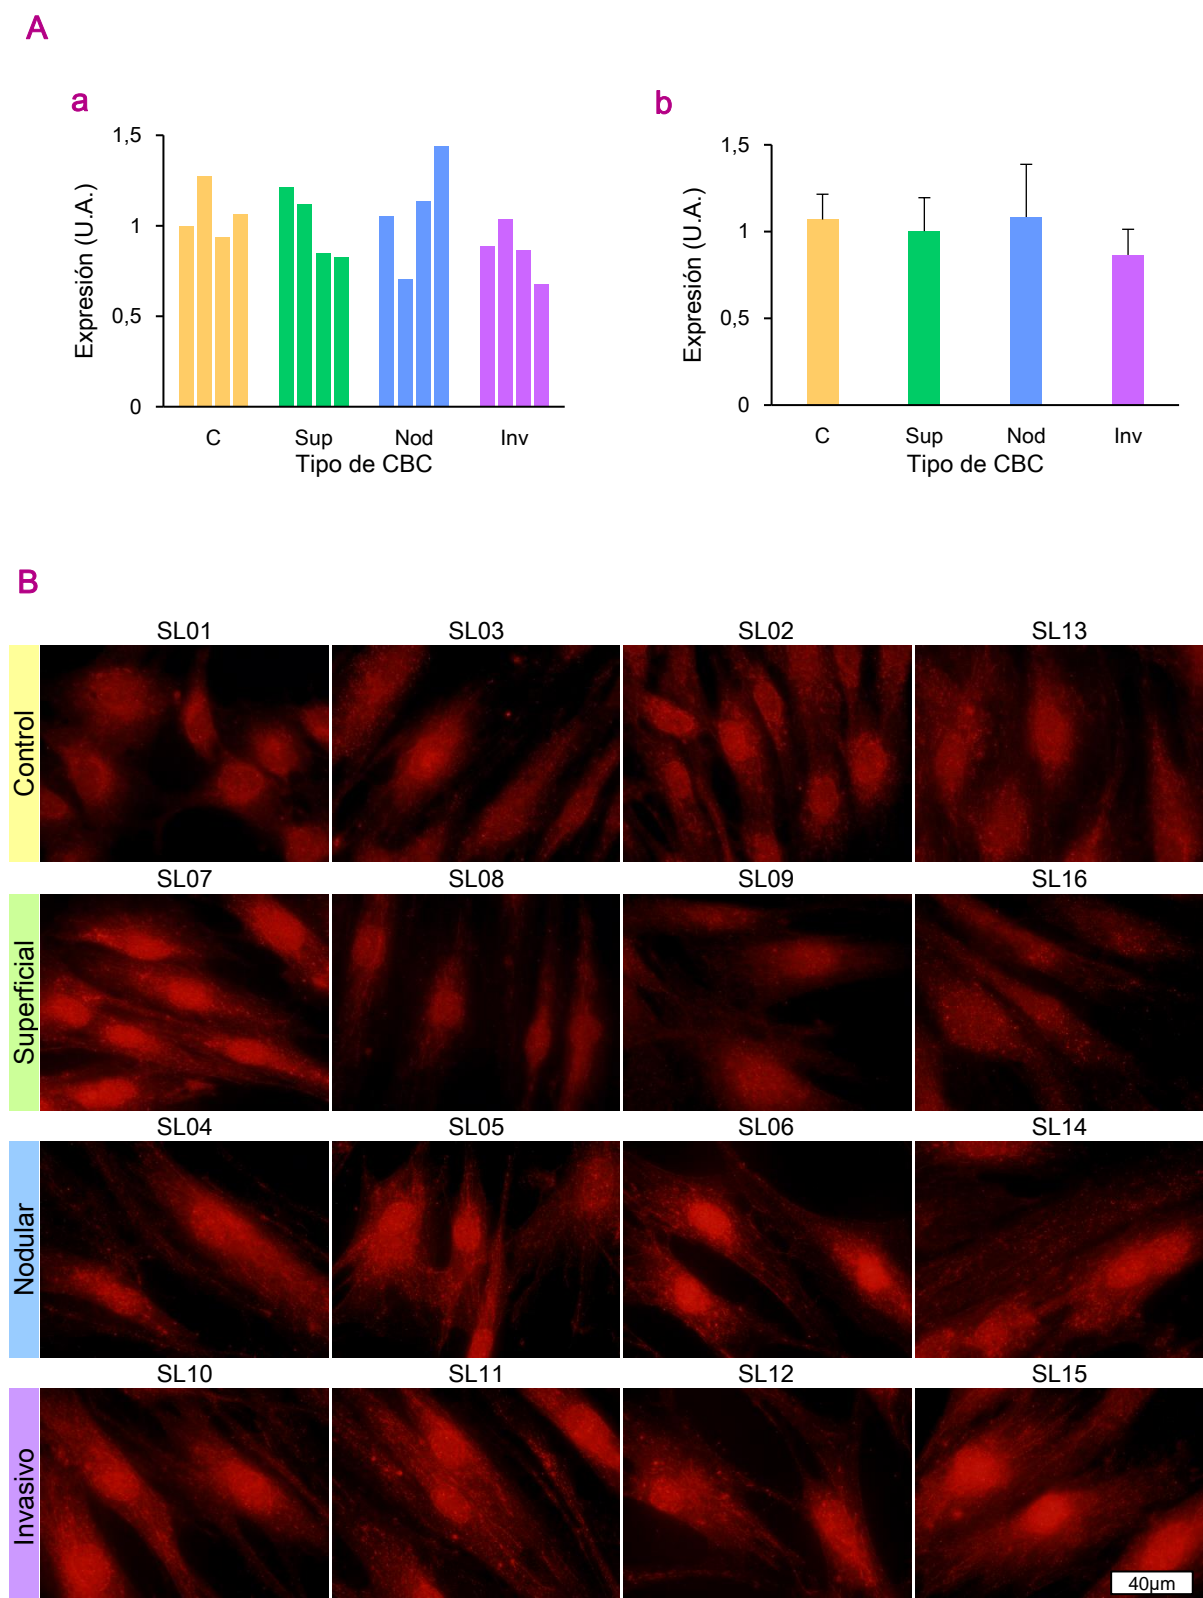 A
a
b
1,5
1
0,5
0
Expresión (U.A.)
C Sup Nod Inv
Tipo de CBC
1,5
1
0,5
0
Expresión (U.A.)
C Sup Nod Inv
Tipo de CBC
B
SL01 SL03 SL02 SL13
Control
SL07 SL08 SL09 SL16
Superficial
SL04 SL05 SL06 SL14
Nodular
SL10 SL11 SL12 SL15
Invasivo
40µm